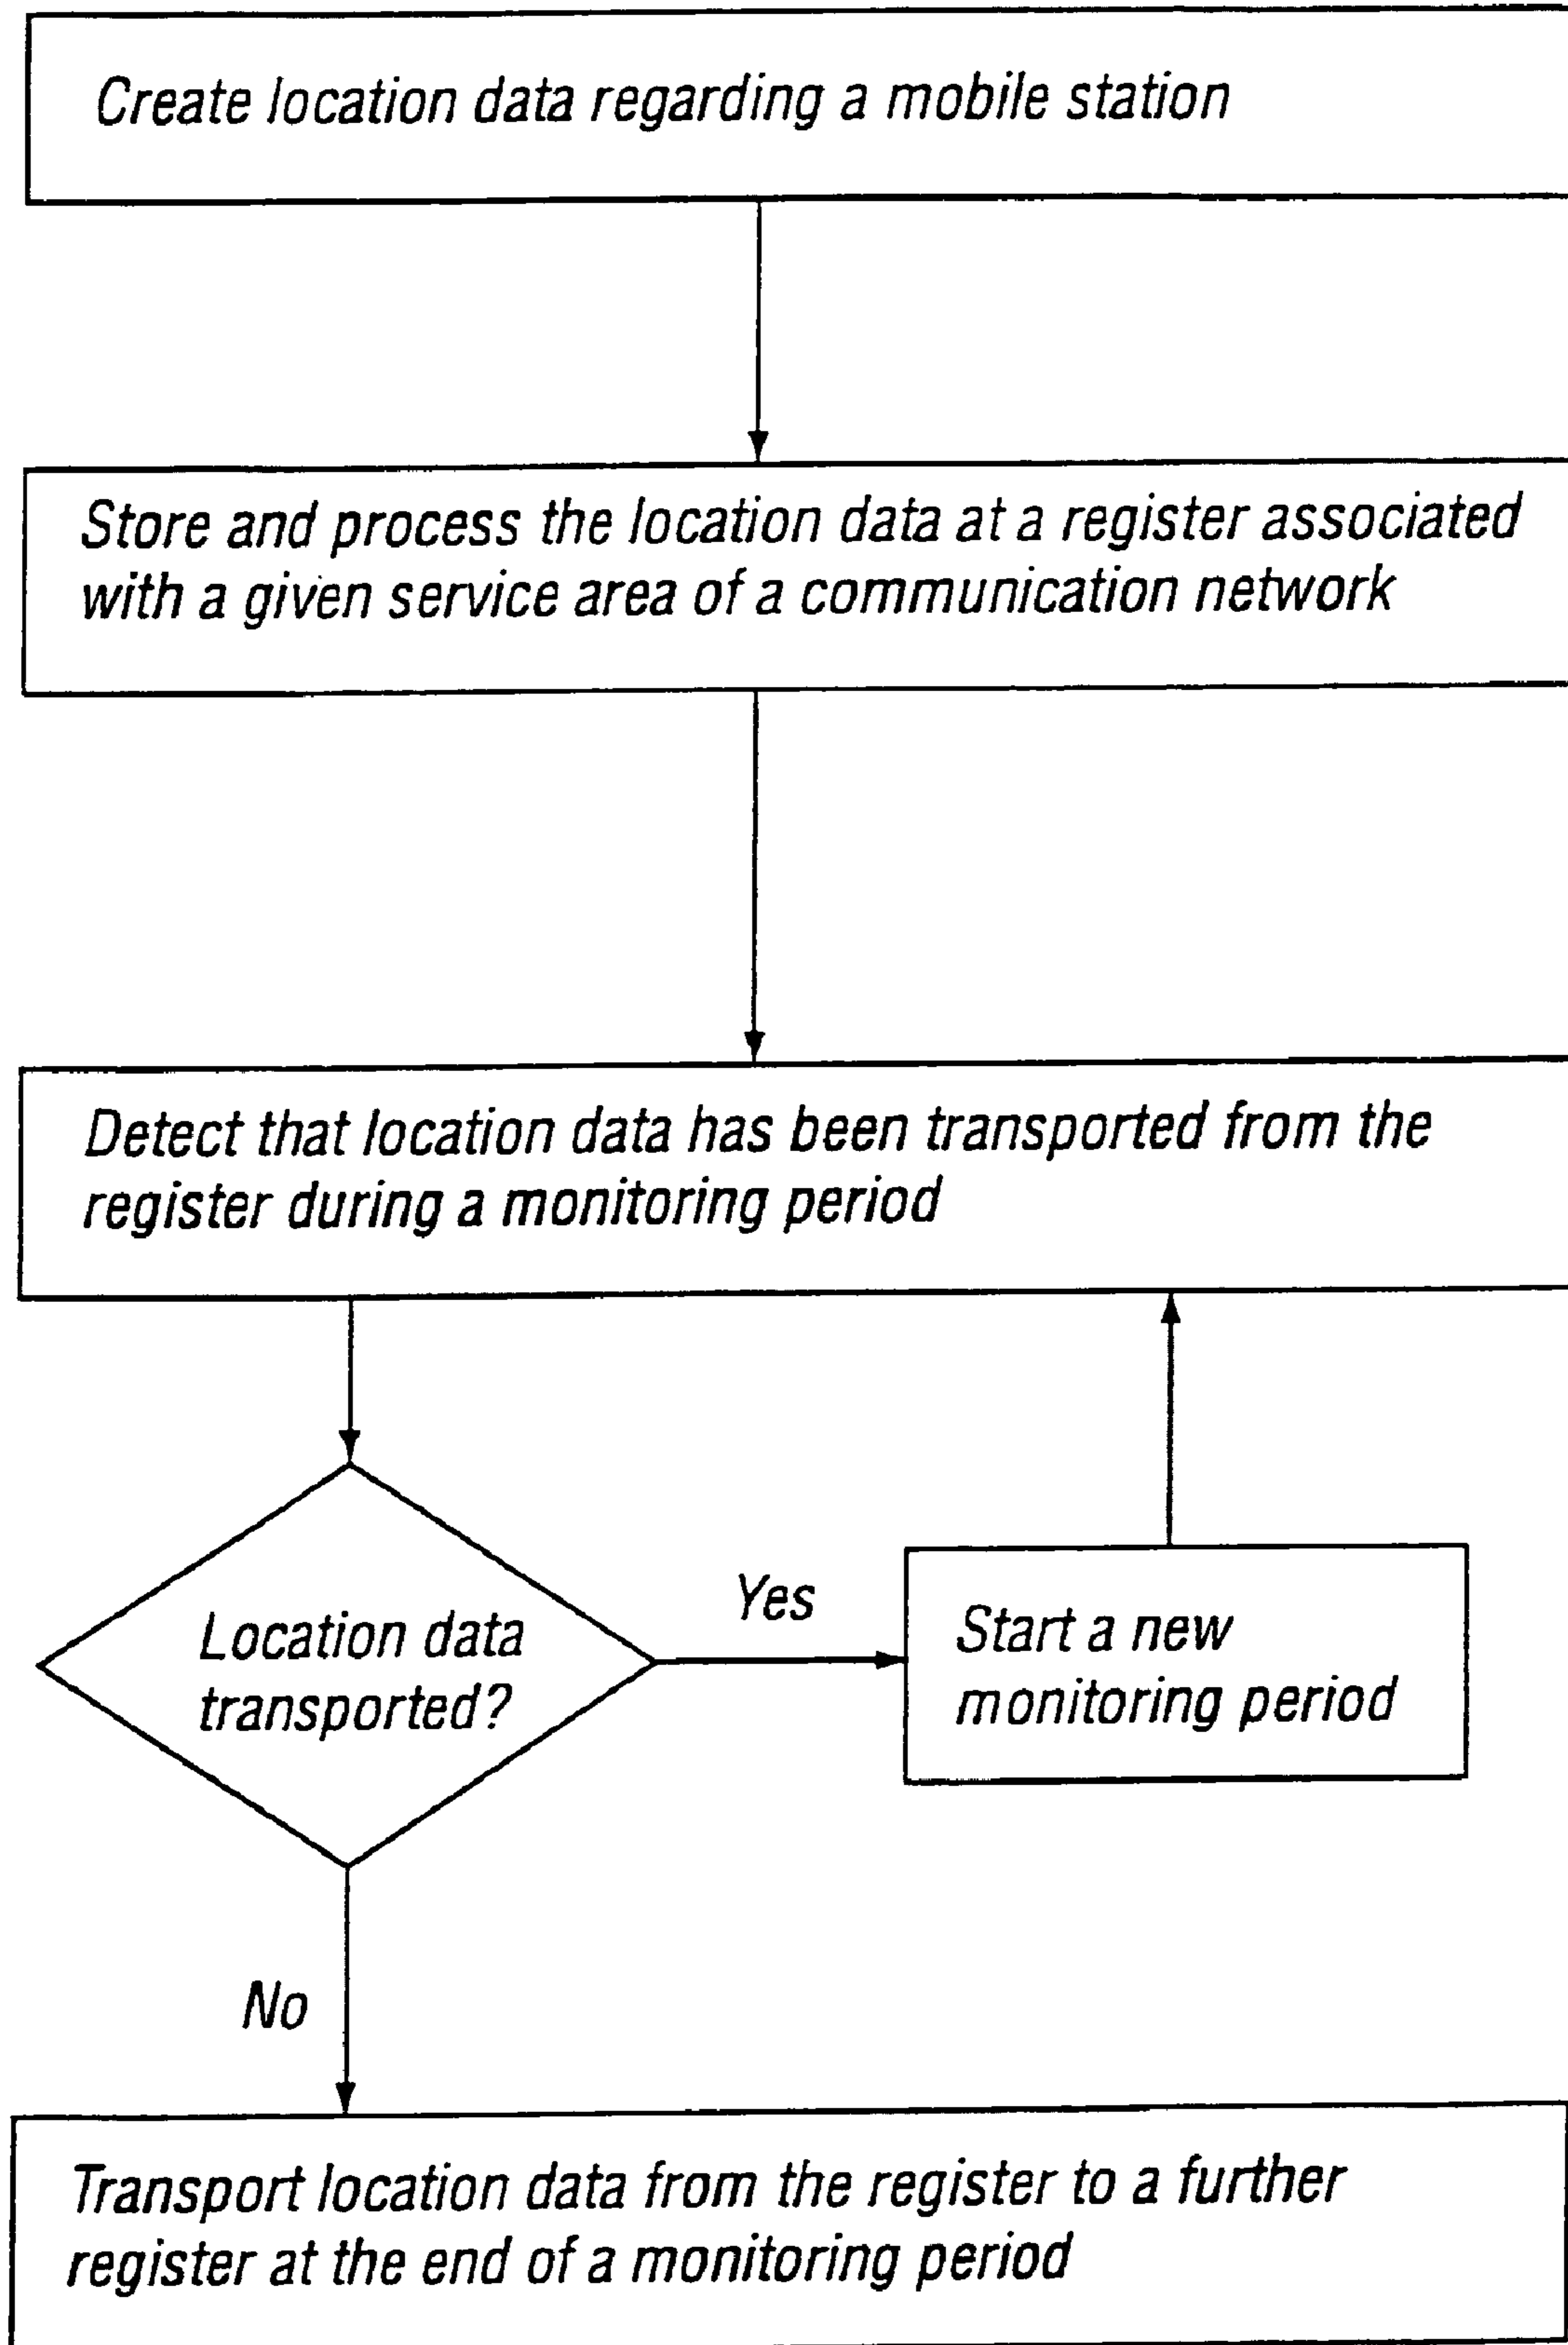 Create location data regarding a mobile station
Store and process the location data at a register associated
with a given service area of a communication network
Detect that location data has been transported from the
register during a monitoring period
Location data
transported?
Yes
Start a new
monitoring period
No
Transport location data from the register to a further
register at the end of a monitoring period